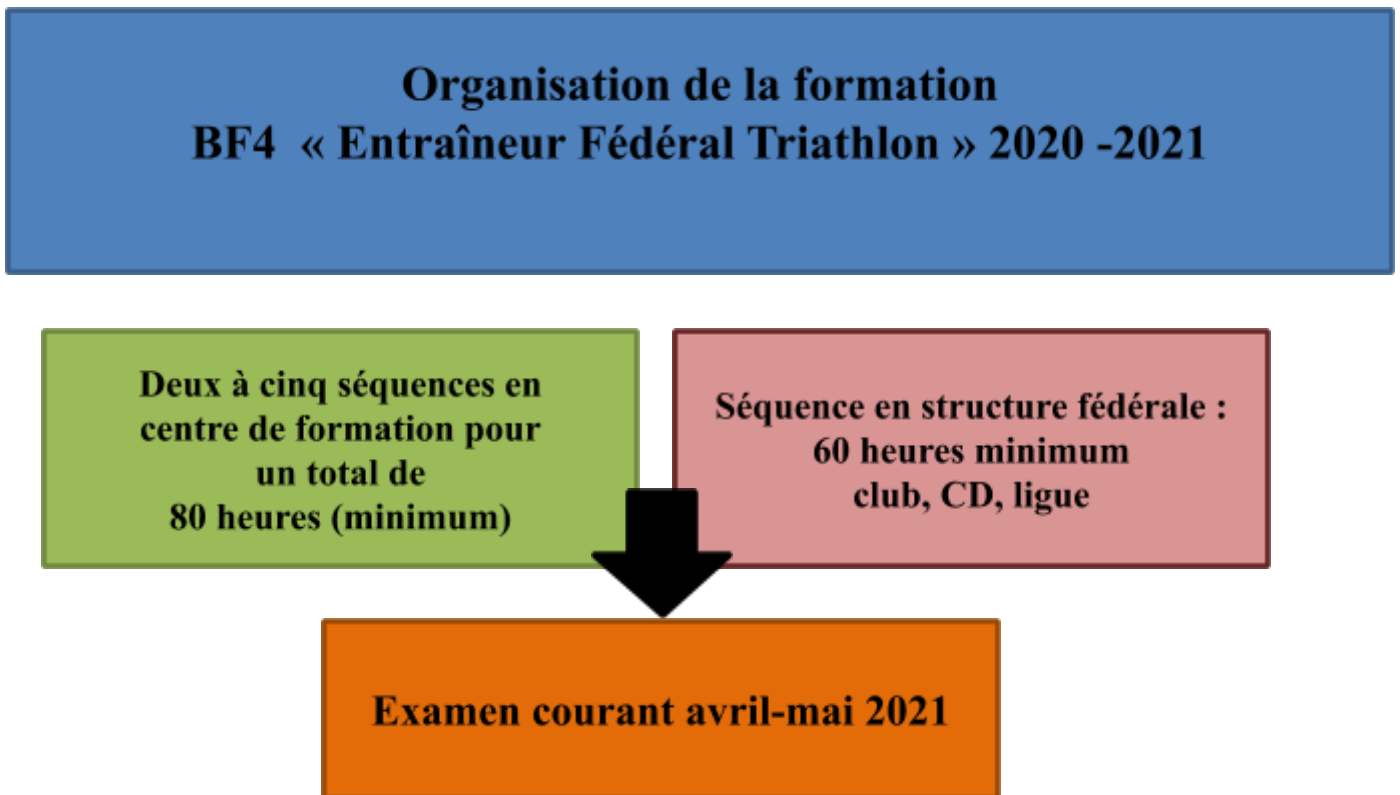 Organisation de la formation
BF4 « Entraîneur Fédéral Triathlon » 2020 -2021
Deux à cinq séquences en
centre de formation pour
un total de
80 heures (minimum)
Séquence en structure fédérale :
60 heures minimum
club, CD, ligue
Examen courant avril-mai 2021